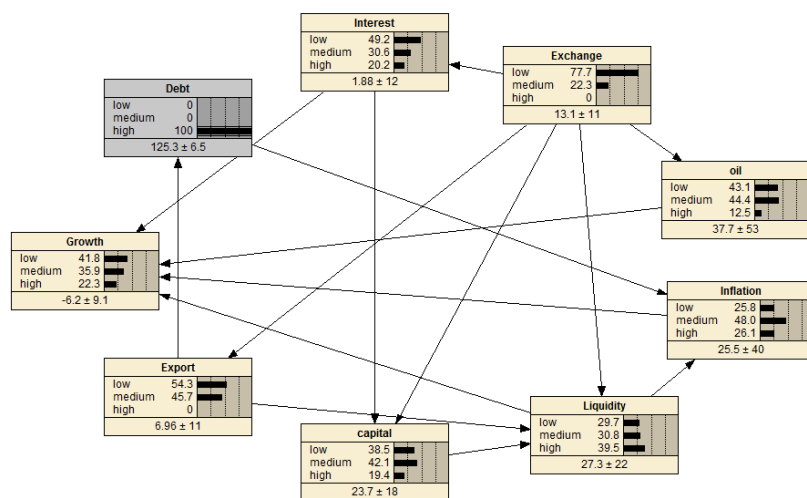 Interest
low 49.2
medium 30.6
high 20.2
1.88 ± 12
Exchange
low 77.7
medium 22.3
high 0
13.1 ± 11
Debt
low 0
medium 0
high 100
125.3 ± 6.5
oil
low 43.1
medium 44.4
high 12.5
37.7 ± 53
Growth
low 41.8
medium 35.9
high 22.3
-6.2 ± 9.1
Inflation
low 25.8
medium 48.0
high 26.1
25.5 ± 40
Export
low 54.3
medium 45.7
high 0
6.96 ± 11
Liquidity
low 29.7
medium 30.8
high 39.5
27.3 ± 22
capital
low 38.5
medium 42.1
high 19.4
23.7 ± 18